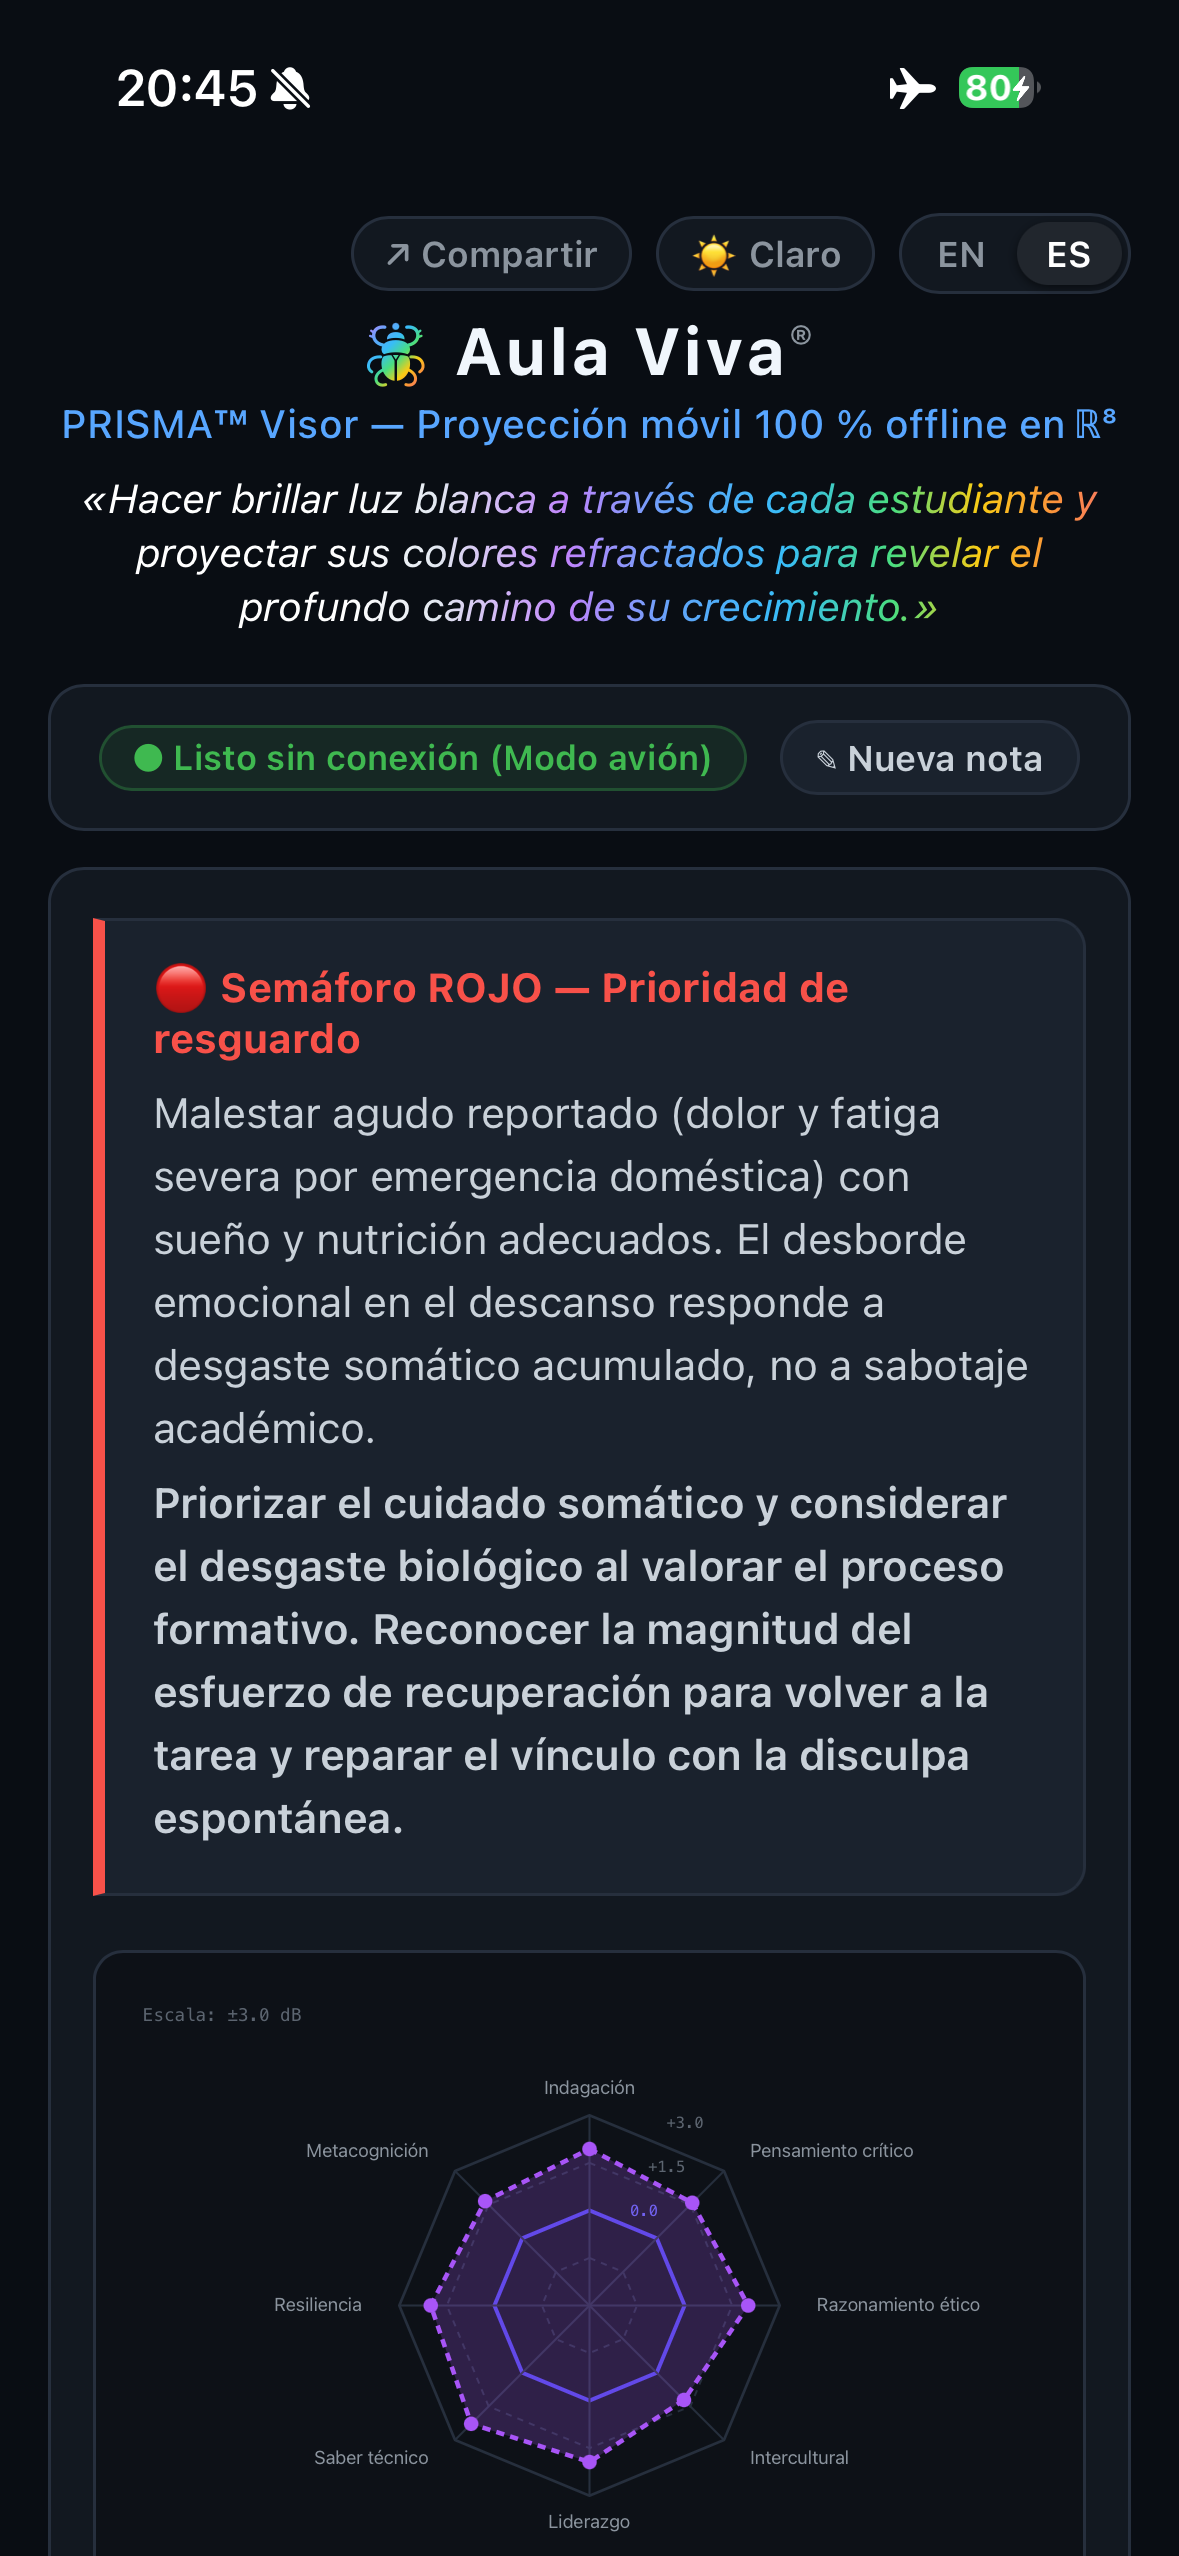 20:45
80
↗ Compartir
Claro
EN ES
Aula Viva®
PRISMA™ Visor — Proyección móvil 100 % offline en ℝ⁸
«Hacer brillar luz blanca a través de cada estudiante y
proyectar sus colores refractados para revelar el
profundo camino de su crecimiento.»
Listo sin conexión (Modo avión)
✎ Nueva nota
Semáforo ROJO — Prioridad de
resguardo
Malestar agudo reportado (dolor y fatiga
severa por emergencia doméstica) con
sueño y nutrición adecuados. El desborde
emocional en el descanso responde a
desgaste somático acumulado, no a sabotaje
académico.
Priorizar el cuidado somático y considerar
el desgaste biológico al valorar el proceso
formativo. Reconocer la magnitud del
esfuerzo de recuperación para volver a la
tarea y reparar el vínculo con la disculpa
espontánea.
Escala: ±3.0 dB
Indagación
+3.0
Metacognición
Pensamiento crítico
+1.5
0.0
Resiliencia
Razonamiento ético
Saber técnico
Intercultural
Liderazgo